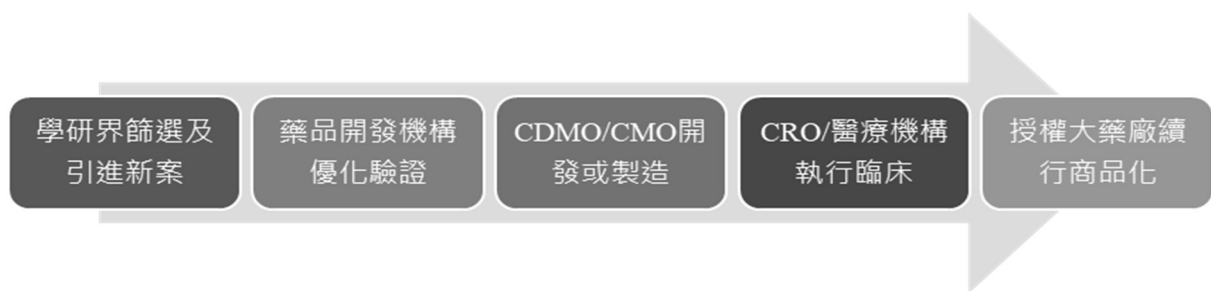 學研界篩選及
引進新案
藥品開發機構
優化驗證
CDMO/CMO開
發或製造
CRO/醫療機構
執行臨床
授權大藥廠續
行商品化